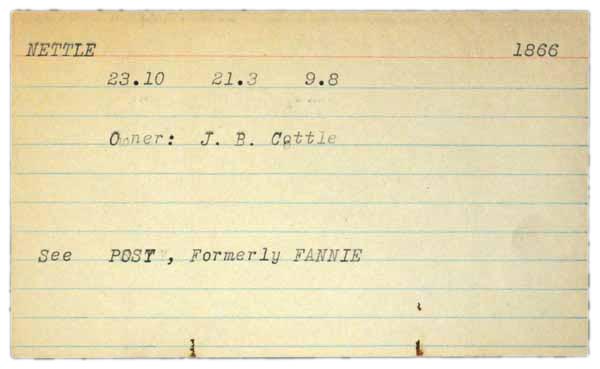 NETTLE 1866
23.10 21.3 9.8
Owner: J. B. Cottle
See POST, Formerly FANNIE